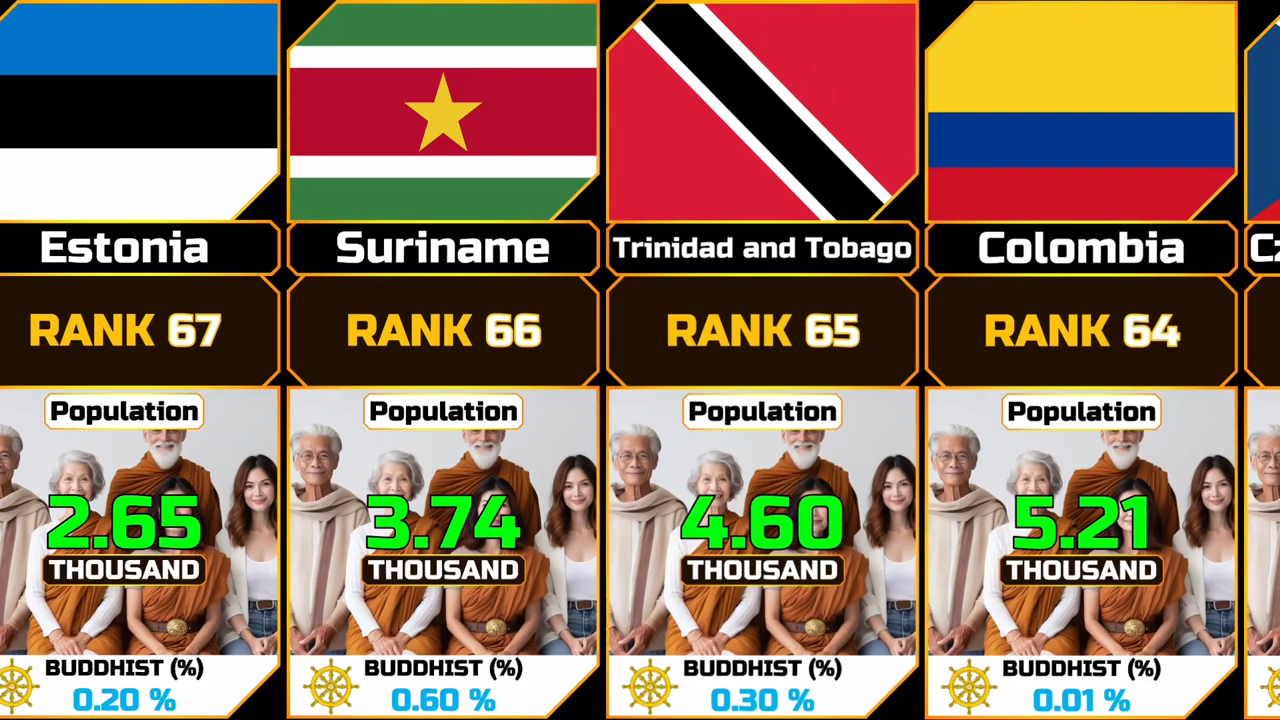 Estonia
RANK 67
Population
2.65
THOUSAND
BUDDHIST (%)
0.20 %
Suriname
RANK 66
Population
3.74
THOUSAND
BUDDHIST (%)
0.60 %
Trinidad and Tobago
RANK 65
Population
4.60
THOUSAND
BUDDHIST (%)
0.30 %
Colombia
RANK 64
Population
5.21
THOUSAND
BUDDHIST (%)
0.01 %
Cz